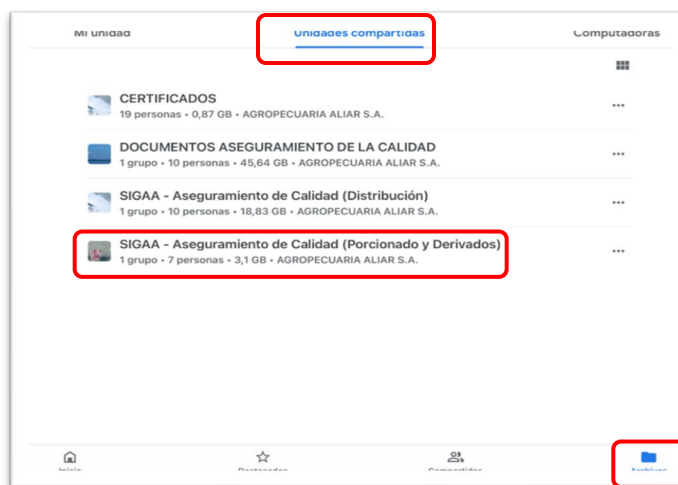 Mi unidad Unidades compartidas Computadoras
CERTIFICADOS
19 personas • 0,87 GB • AGROPECUARIA ALIAR S.A.
DOCUMENTOS ASEGURAMIENTO DE LA CALIDAD
1 grupo • 10 personas • 45,64 GB • AGROPECUARIA ALIAR S.A.
SIGAA - Aseguramiento de Calidad (Distribución)
1 grupo • 10 personas • 18,83 GB • AGROPECUARIA ALIAR S.A.
SIGAA - Aseguramiento de Calidad (Porcionado y Derivados)
1 grupo • 7 personas • 3,1 GB • AGROPECUARIA ALIAR S.A.
Inicio Destacados Compartidos Archivos